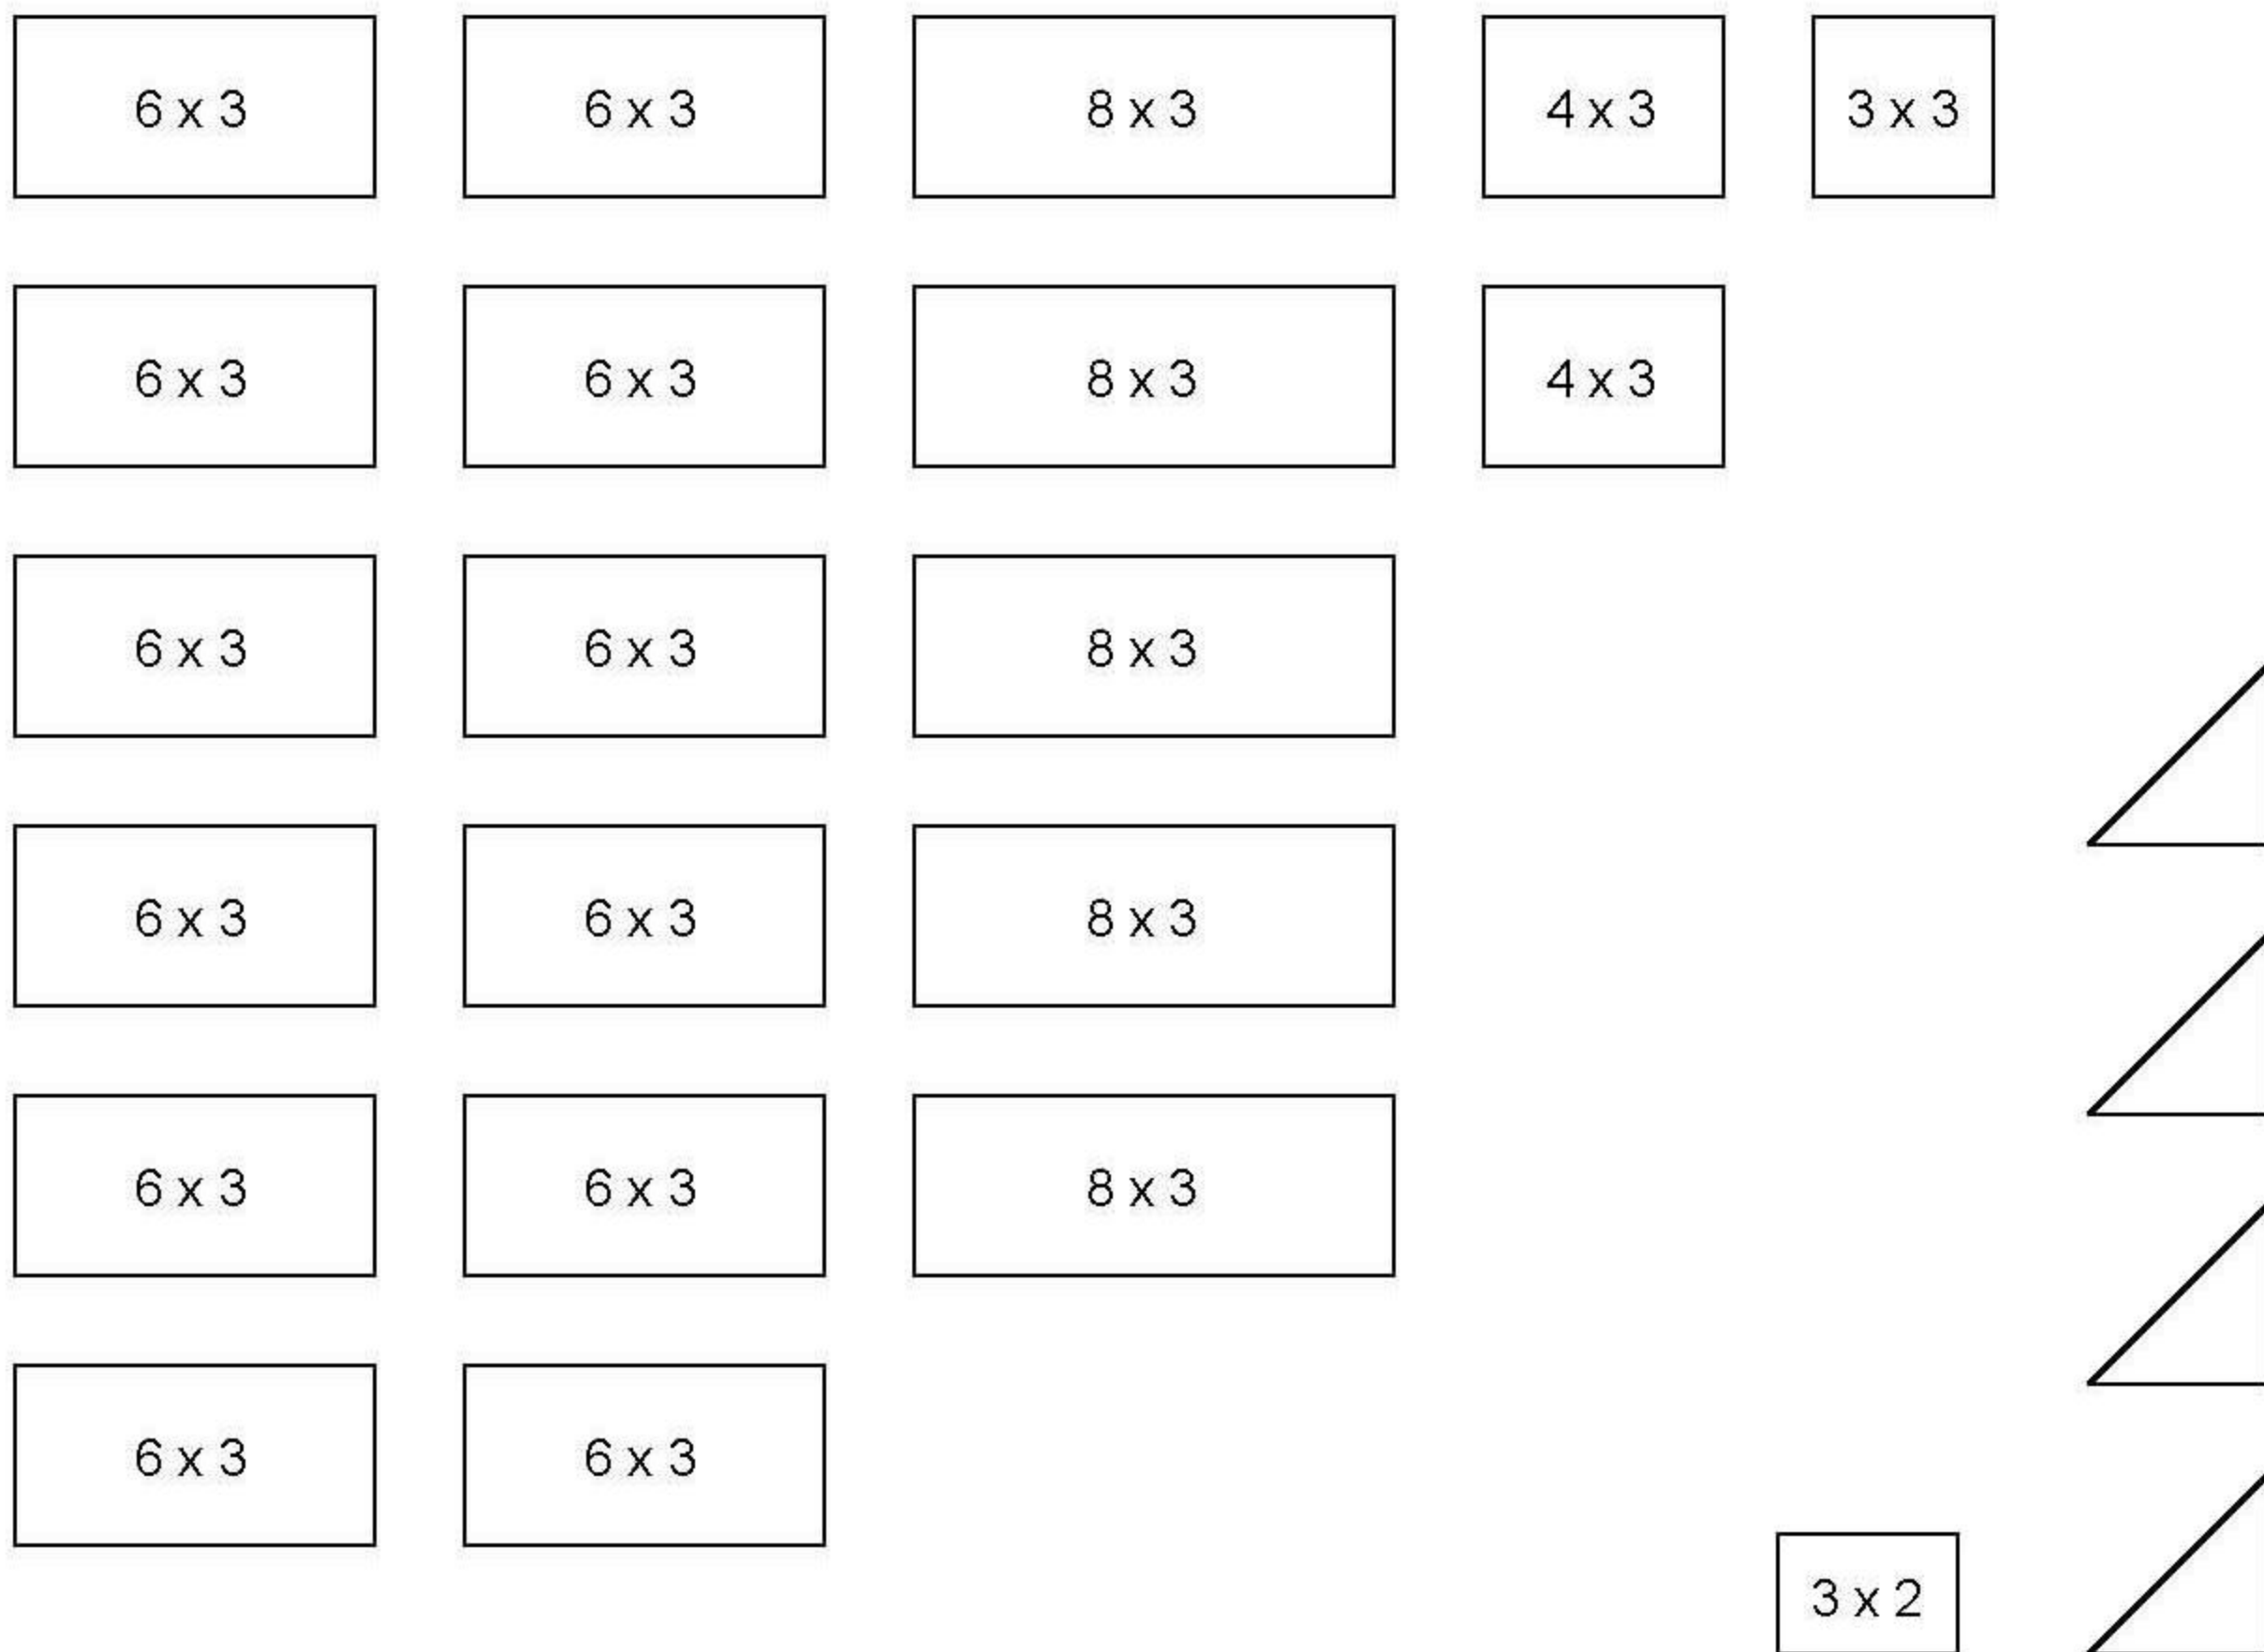 6 x 3 6 x 3 8 x 3 4 x 3 3 x 3
6 x 3 6 x 3 8 x 3 4 x 3
6 x 3 6 x 3 8 x 3
6 x 3 6 x 3 8 x 3
6 x 3 6 x 3 8 x 3
6 x 3 6 x 3
3 x 2